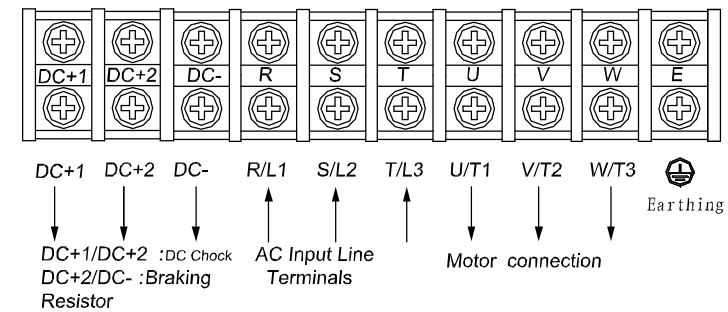 DC+1 DC+2 DC- R S T U V W E
DC+1 DC+2 DC- R/L1 S/L2 T/L3 U/T1 V/T2 W/T3
Earthing
DC+1/DC+2 :DC Chock
DC+2/DC- :Braking
Resistor
AC Input Line
Terminals
Motor connection